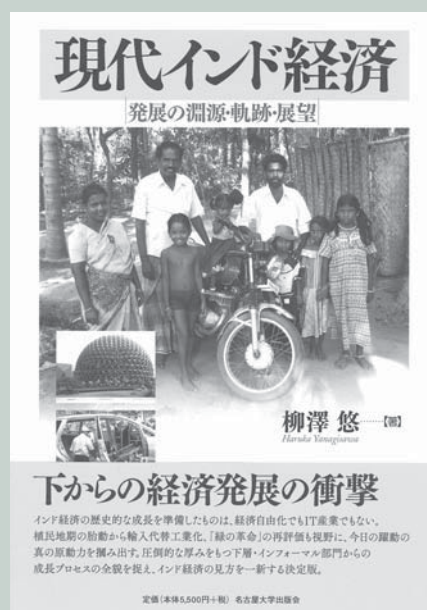 現代インド経済
発展の淵源・軌跡・展望
柳澤 悠……【著】
Haruka Yanagisawa
下からの経済発展の衝撃
インド経済の歴史的な成長を準備したものは、経済自由化でもIT産業でもない。
植民地期の胎動から輸入代替工業化、「緑の革命」の再評価も視野に、今日の躍動の
真の原動力を掴み出す。圧倒的な厚みをもつ下層・インフォーマル部門からの
成長プロセスの全貌を捉え、インド経済の見方を一新する決定版。
定価(本体5,500円+税) 名古屋大学出版会